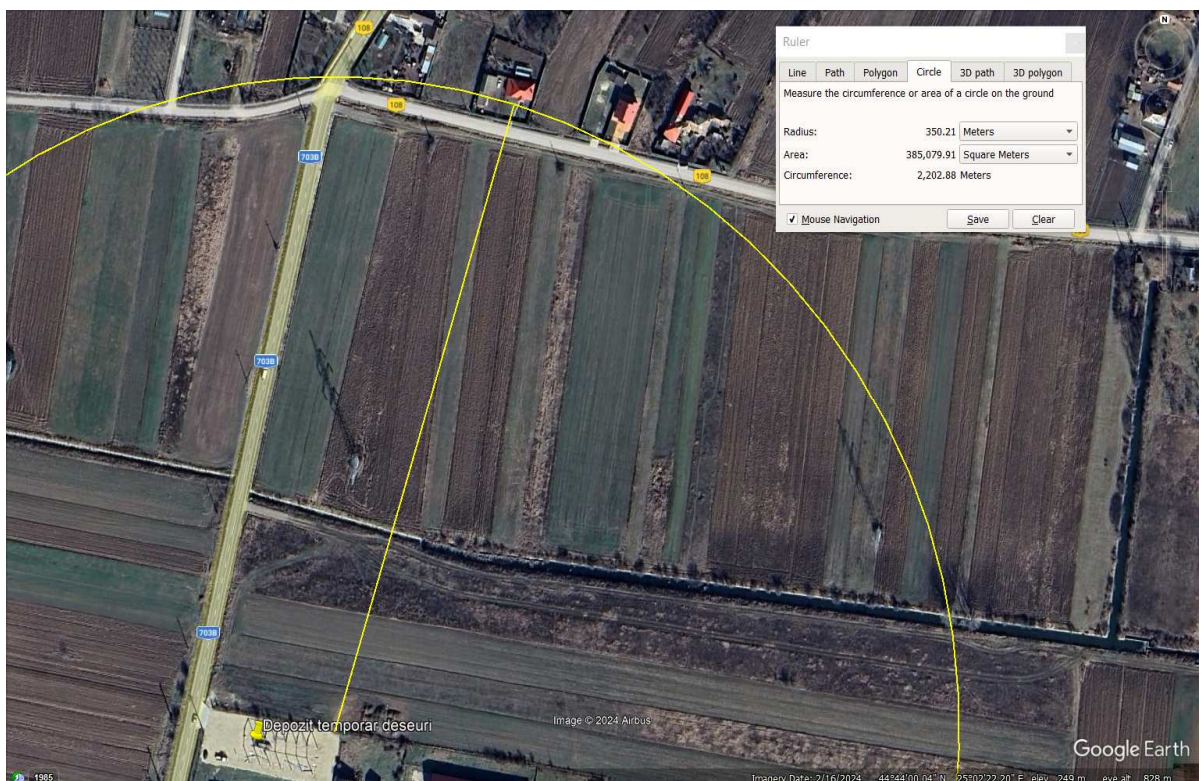 108
N
Ruler
Line Path Polygon Circle 3D path 3D polygon
Measure the circumference or area of a circle on the ground
Radius: 350.21 Meters
Area: 385,079.91 Square Meters
Circumference: 2,202.88 Meters
Mouse Navigation Save Clear
108
703B
108
703B
703B
Depozit temporar deseuri
Image © 2024 Airbus
Google Earth
1985
Imagery Date: 2/16/2024 44°44'00.04" N 25°02'22.20" E elev 249 m eye alt 828 m